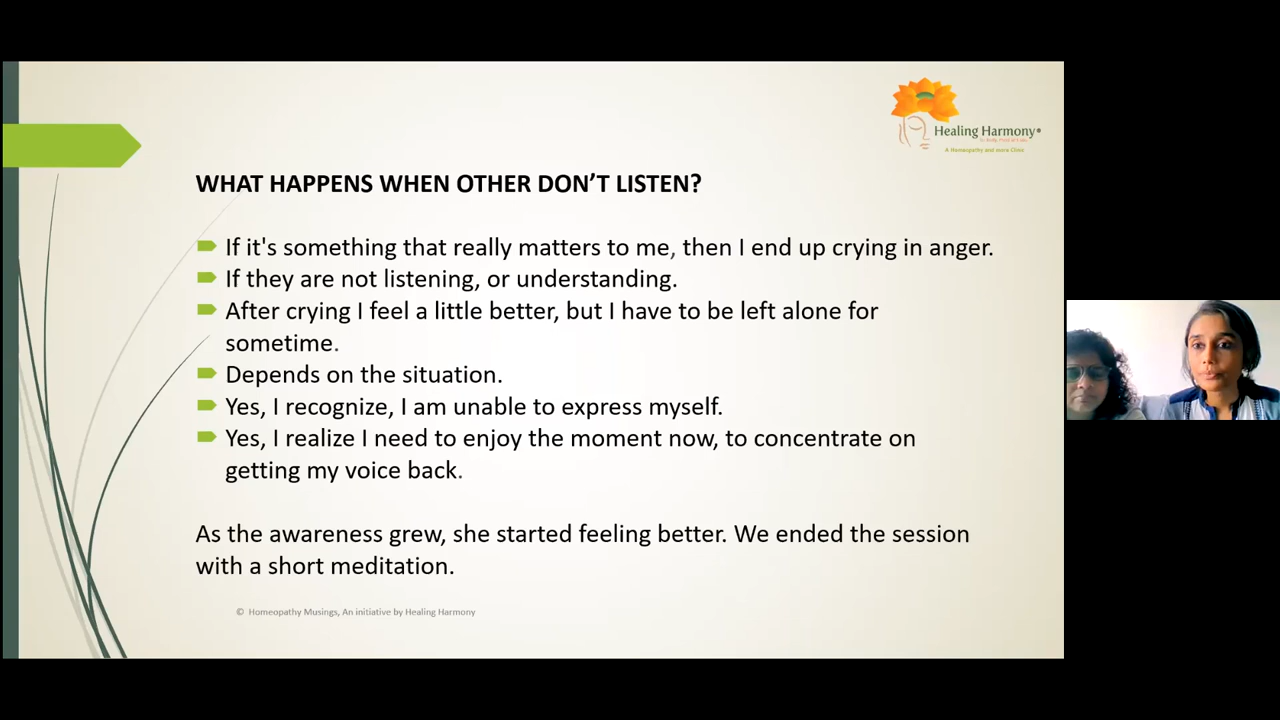 Healing Harmony®
A Homeopathy and more Clinic
WHAT HAPPENS WHEN OTHER DON’T LISTEN?
If it's something that really matters to me, then I end up crying in anger.
If they are not listening, or understanding.
After crying I feel a little better, but I have to be left alone for
sometime.
Depends on the situation.
Yes, I recognize, I am unable to express myself.
Yes, I realize I need to enjoy the moment now, to concentrate on
getting my voice back.
As the awareness grew, she started feeling better. We ended the session
with a short meditation.
© Homeopathy Musings, An initiative by Healing Harmony